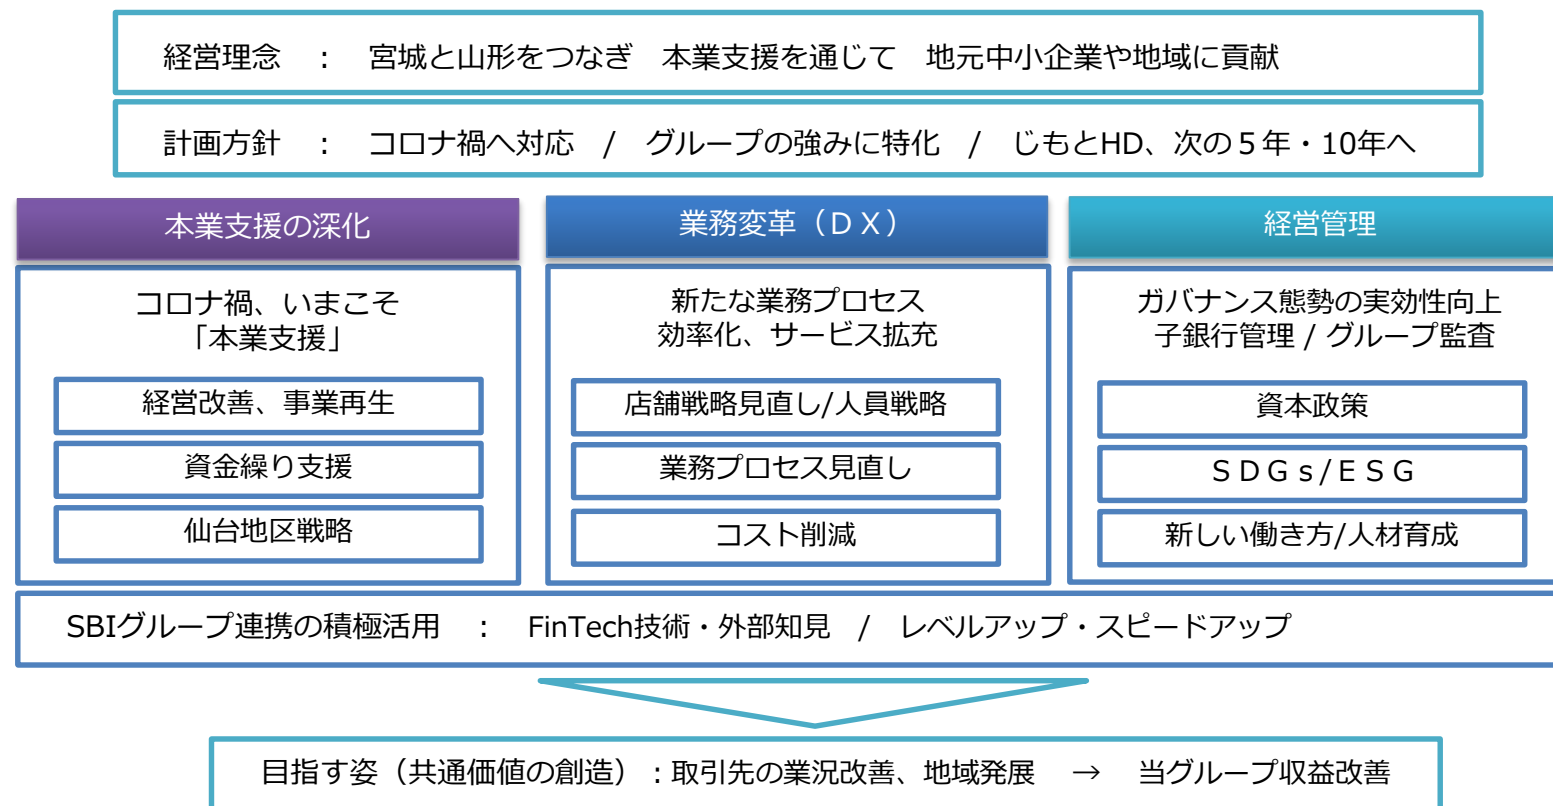 経営理念　：　宮城と山形をつなぎ　本業支援を通じて　地元中小企業や地域に貢献
計画方針　：　コロナ禍へ対応　/　グループの強みに特化　/　じもとHD、次の５年・10年へ
本業支援の深化
コロナ禍、いまこそ
「本業支援」
経営改善、事業再生
資金繰り支援
仙台地区戦略
業務変革（ＤＸ）
新たな業務プロセス
効率化、サービス拡充
店舗戦略見直し/人員戦略
業務プロセス見直し
コスト削減
経営管理
ガバナンス態勢の実効性向上
子銀行管理 / グループ監査
資本政策
ＳＤＧｓ/ＥＳＧ
新しい働き方/人材育成
SBIグループ連携の積極活用　：　FinTech技術・外部知見　/　レベルアップ・スピードアップ
目指す姿（共通価値の創造）：取引先の業況改善、地域発展　→　当グループ収益改善